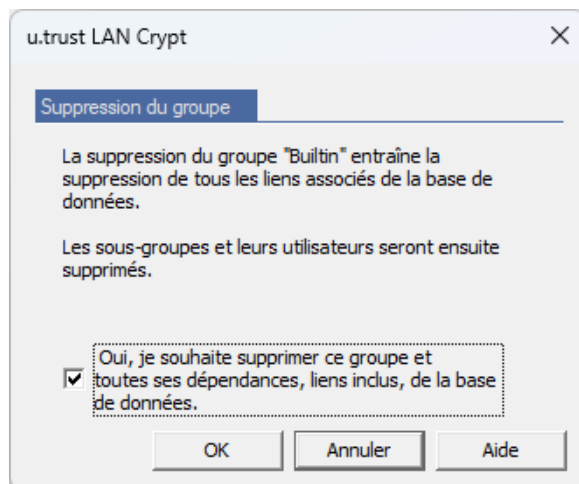 u.trust LAN Crypt
Suppression du groupe
La suppression du groupe "Builtin" entraîne la
suppression de tous les liens associés de la base de
données.
Les sous-groupes et leurs utilisateurs seront ensuite
supprimés.
Oui, je souhaite supprimer ce groupe et
toutes ses dépendances, liens inclus, de la base
de données.
OK Annuler Aide